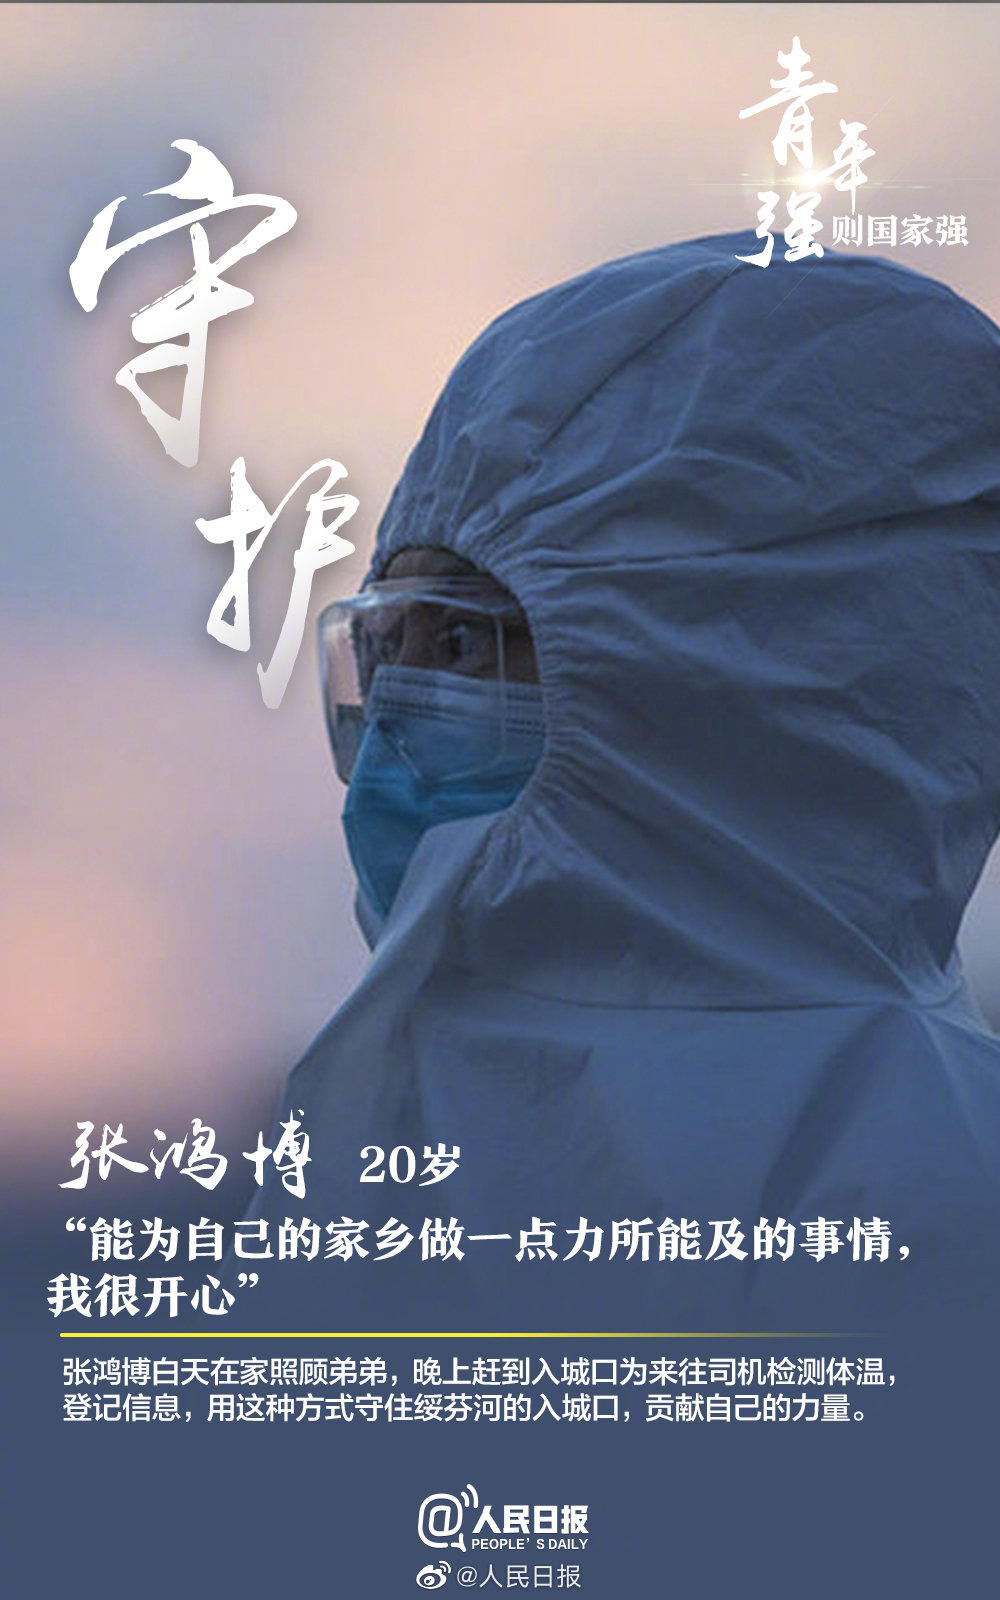 青年强
则国家强
守护
张鸿博 20岁
“能为自己的家乡做一点力所能及的事情，
我很开心”
张鸿博白天在家照顾弟弟，晚上赶到入城口为来往司机检测体温，
登记信息，用这种方式守住绥芬河的入城口，贡献自己的力量。
@人民日报
PEOPLE'S DAILY
@人民日报